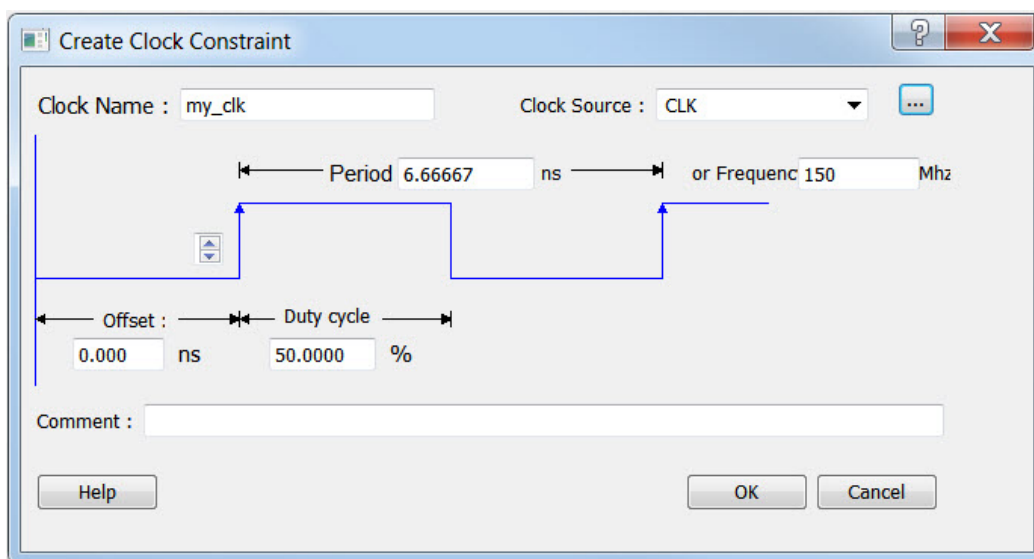 Create Clock Constraint
Clock Name : my_clk Clock Source : CLK ...
Period 6.66667 ns or Frequenc 150 Mhz
Offset : Duty cycle
0.000 ns 50.0000 %
Comment :
Help OK Cancel